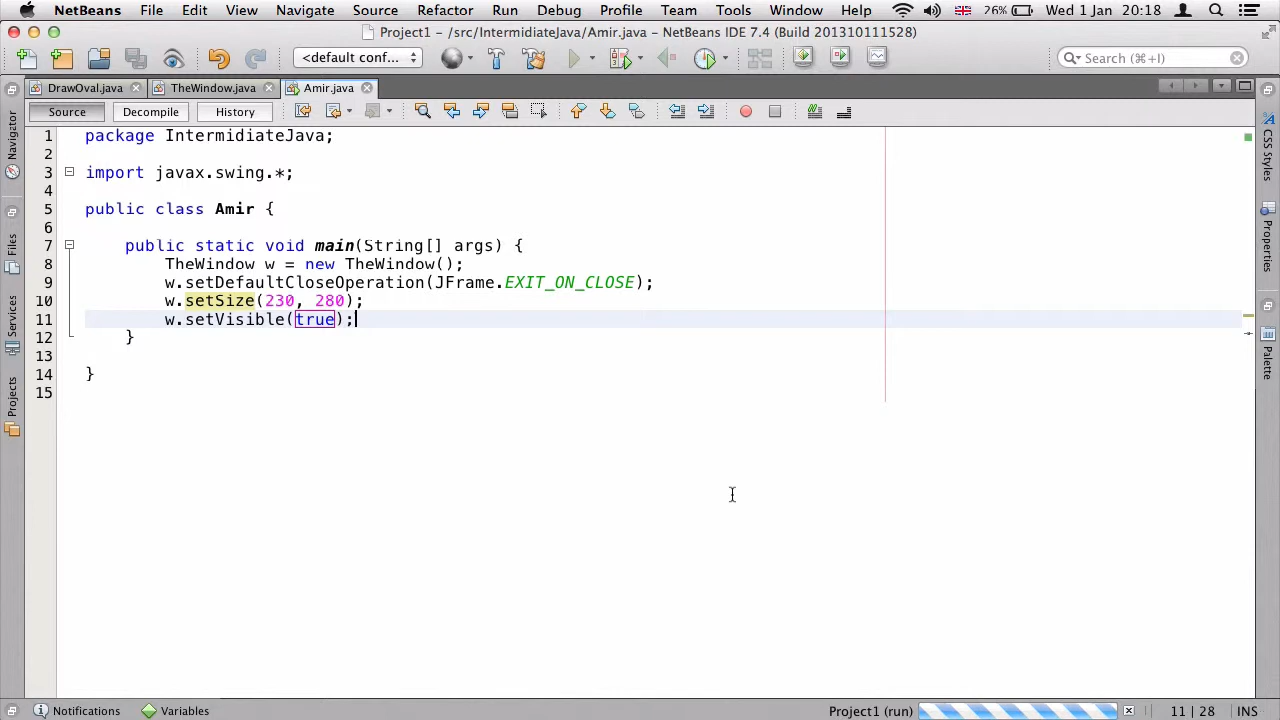 NetBeans File Edit View Navigate Source Refactor Run Debug Profile Team Tools Window Help 26% Wed 1 Jan 20:18
Project1 – /src/IntermidiateJava/Amir.java – NetBeans IDE 7.4 (Build 201310111528)
<default conf... Search (⌘+I)
DrawOval.java TheWindow.java Amir.java
Source Decompile History
1 package IntermidiateJava;
2
3 import javax.swing.*;
4
5 public class Amir {
6
7 public static void main(String[] args) {
8 TheWindow w = new TheWindow();
9 w.setDefaultCloseOperation(JFrame.EXIT_ON_CLOSE);
10 w.setSize(230, 280);
11 w.setVisible(true);
12 }
13
14 }
15
Navigator
Files
Services
Projects
CSS Styles
Properties
Palette
Notifications Variables Project1 (run) 11 | 28 INS